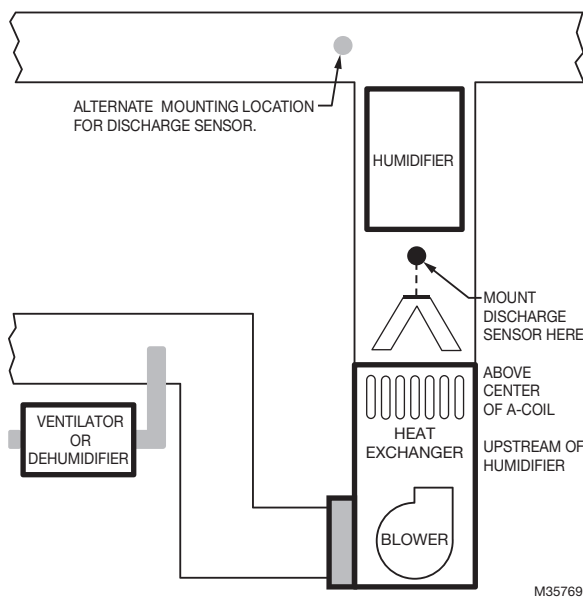 ALTERNATE MOUNTING LOCATION
FOR DISCHARGE SENSOR.
HUMIDIFIER
MOUNT
DISCHARGE
SENSOR HERE
ABOVE
CENTER
OF A-COIL
UPSTREAM OF
HUMIDIFIER
HEAT
EXCHANGER
VENTILATOR
OR
DEHUMIDIFIER
BLOWER
M35769